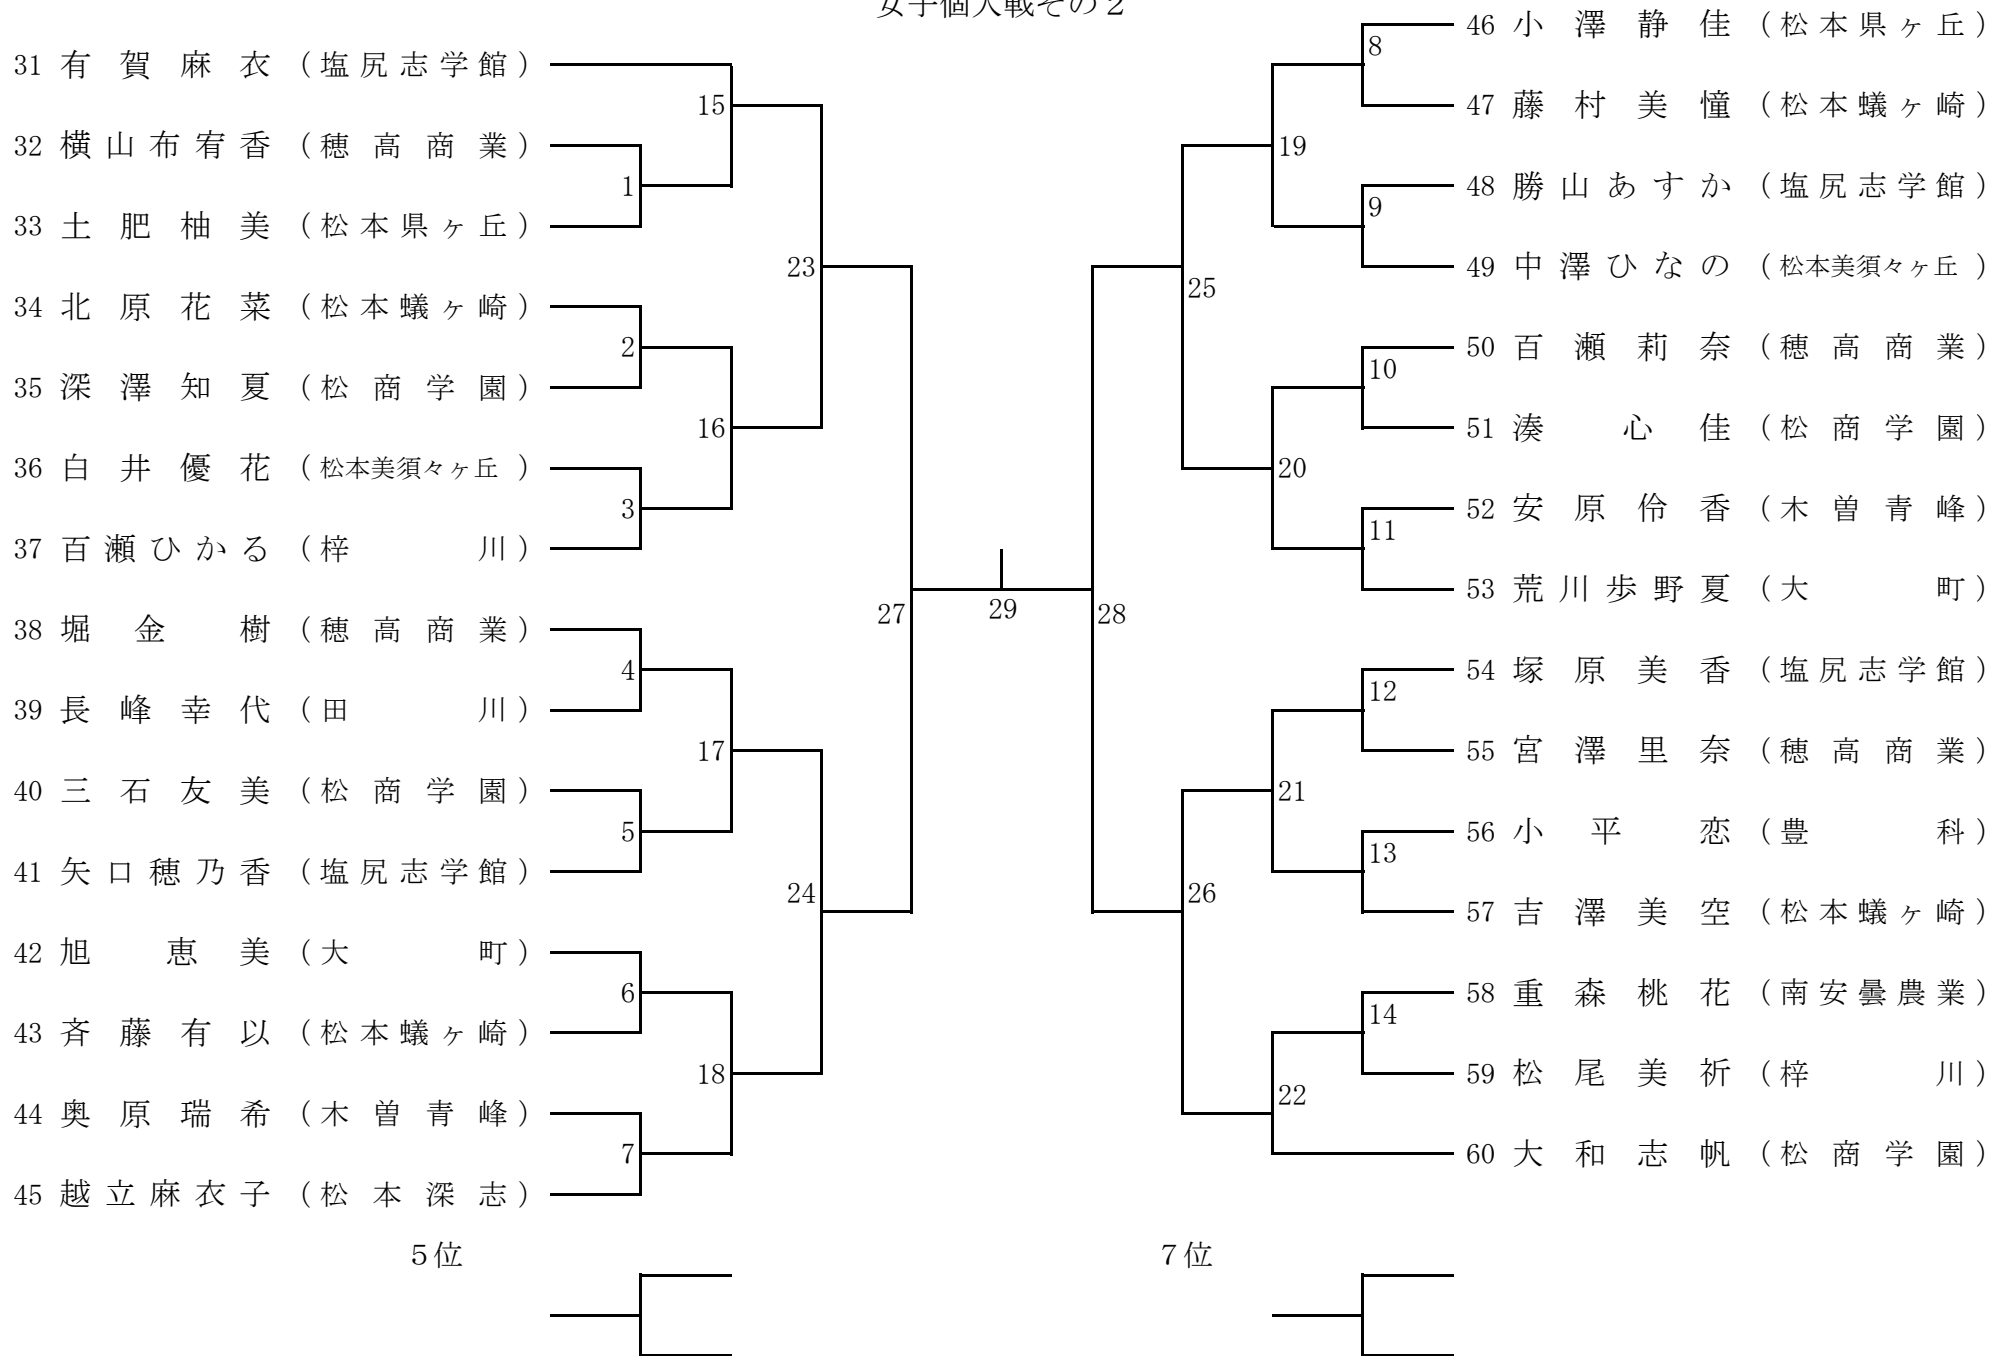 女子個人戦その２
31 有賀麻衣（塩尻志学館）
32 横山布宥香（穂高商業）
33 土肥柚美（松本県ヶ丘）
34 北原花菜（松本蟻ヶ崎）
35 深澤知夏（松商学園）
36 白井優花（松本美須々ヶ丘）
37 百瀬ひかる（梓川）
38 堀金樹（穂高商業）
39 長峰幸代（田川）
40 三石友美（松商学園）
41 矢口穂乃香（塩尻志学館）
42 旭恵美（大町）
43 斉藤有以（松本蟻ヶ崎）
44 奥原瑞希（木曽青峰）
45 越立麻衣子（松本深志）
1
2
3
4
5
6
7
15
16
17
18
23
24
27
29
28
25
26
19
20
21
22
8
9
10
11
12
13
14
46 小澤静佳（松本県ヶ丘）
47 藤村美憧（松本蟻ヶ崎）
48 勝山あすか（塩尻志学館）
49 中澤ひなの（松本美須々ヶ丘）
50 百瀬莉奈（穂高商業）
51 湊心佳（松商学園）
52 安原伶香（木曽青峰）
53 荒川歩野夏（大町）
54 塚原美香（塩尻志学館）
55 宮澤里奈（穂高商業）
56 小平恋（豊科）
57 吉澤美空（松本蟻ヶ崎）
58 重森桃花（南安曇農業）
59 松尾美祈（梓川）
60 大和志帆（松商学園）
５位
７位